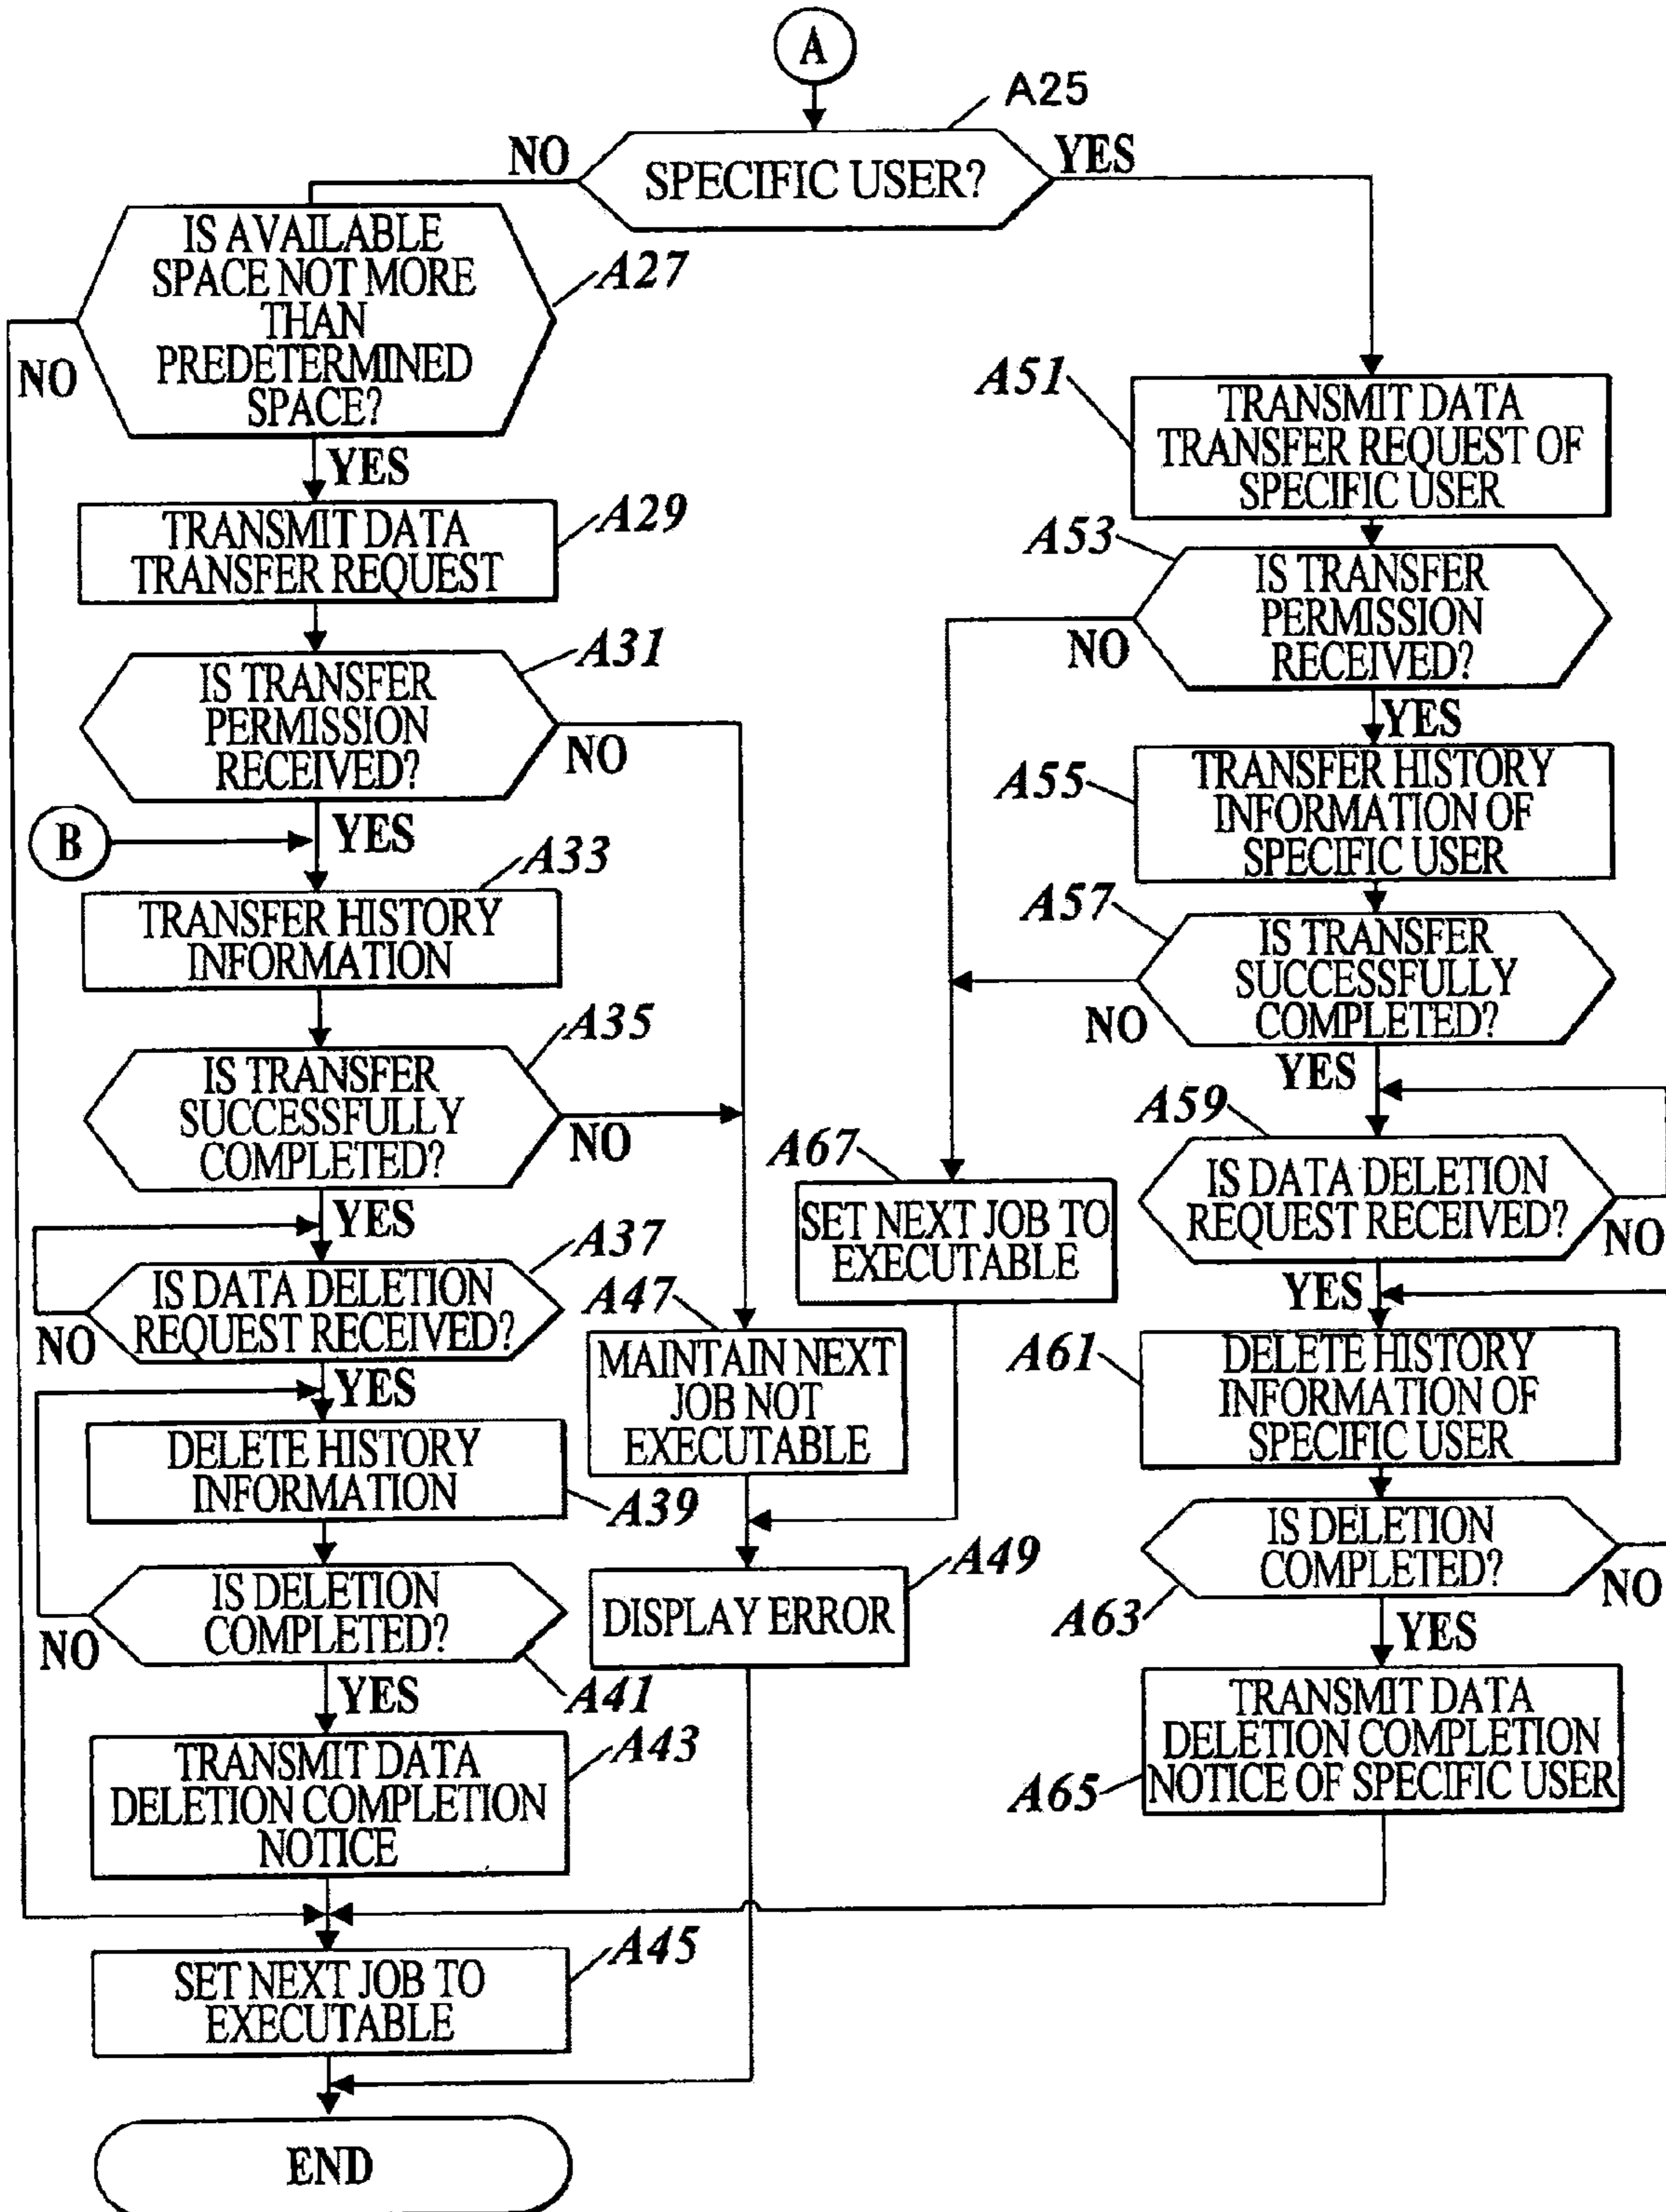 A
A25
NO
YES
SPECIFIC USER?
IS AVAILABLE
SPACE NOT MORE
THAN
PREDETERMINED
SPACE?
A27
NO
YES
TRANSMIT DATA
TRANSFER REQUEST
A29
IS TRANSFER
PERMISSION
RECEIVED?
A31
NO
B
YES
A33
TRANSFER HISTORY
INFORMATION
A35
IS TRANSFER
SUCCESSFULLY
COMPLETED?
NO
YES
A37
IS DATA DELETION
REQUEST RECEIVED?
NO
YES
DELETE HISTORY
INFORMATION
A39
IS DELETION
COMPLETED?
NO
A41
YES
TRANSMIT DATA
DELETION COMPLETION
NOTICE
A43
A45
SET NEXT JOB TO
EXECUTABLE
END
A47
MAINTAIN NEXT
JOB NOT
EXECUTABLE
A67
SET NEXT JOB TO
EXECUTABLE
A49
DISPLAY ERROR
A51
TRANSMIT DATA
TRANSFER REQUEST OF
SPECIFIC USER
A53
IS TRANSFER
PERMISSION
RECEIVED?
NO
YES
A55
TRANSFER HISTORY
INFORMATION OF
SPECIFIC USER
A57
IS TRANSFER
SUCCESSFULLY
COMPLETED?
NO
YES
A59
IS DATA DELETION
REQUEST RECEIVED?
NO
YES
A61
DELETE HISTORY
INFORMATION OF
SPECIFIC USER
IS DELETION
COMPLETED?
A63
NO
YES
TRANSMIT DATA
DELETION COMPLETION
NOTICE OF SPECIFIC USER
A65